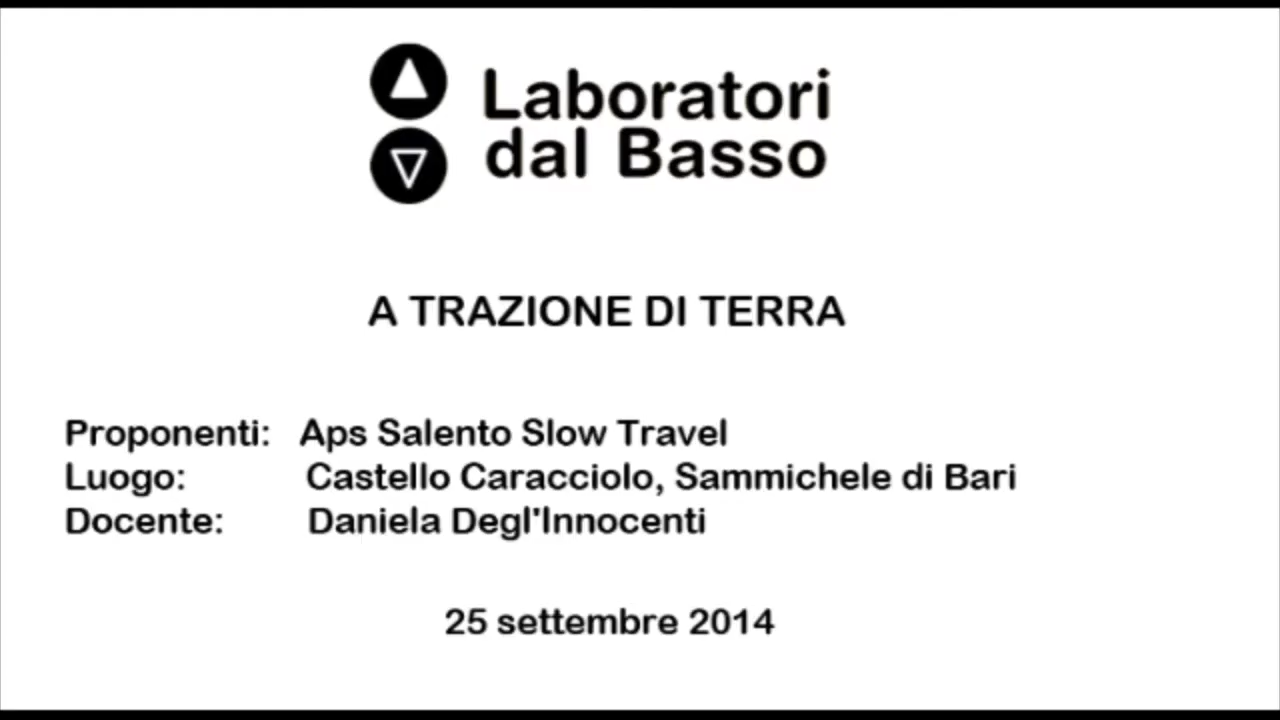 Laboratori
dal Basso
A TRAZIONE DI TERRA
Proponenti: Aps Salento Slow Travel
Luogo: Castello Caracciolo, Sammichele di Bari
Docente: Daniela Degl'Innocenti
25 settembre 2014